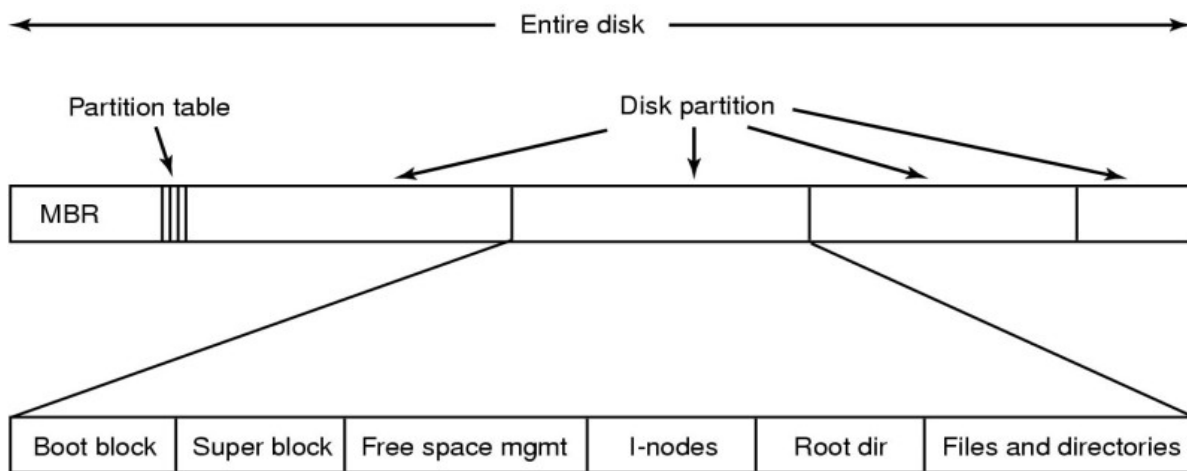 Entire disk
Partition table
Disk partition
MBR
Boot block
Super block
Free space mgmt
I-nodes
Root dir
Files and directories